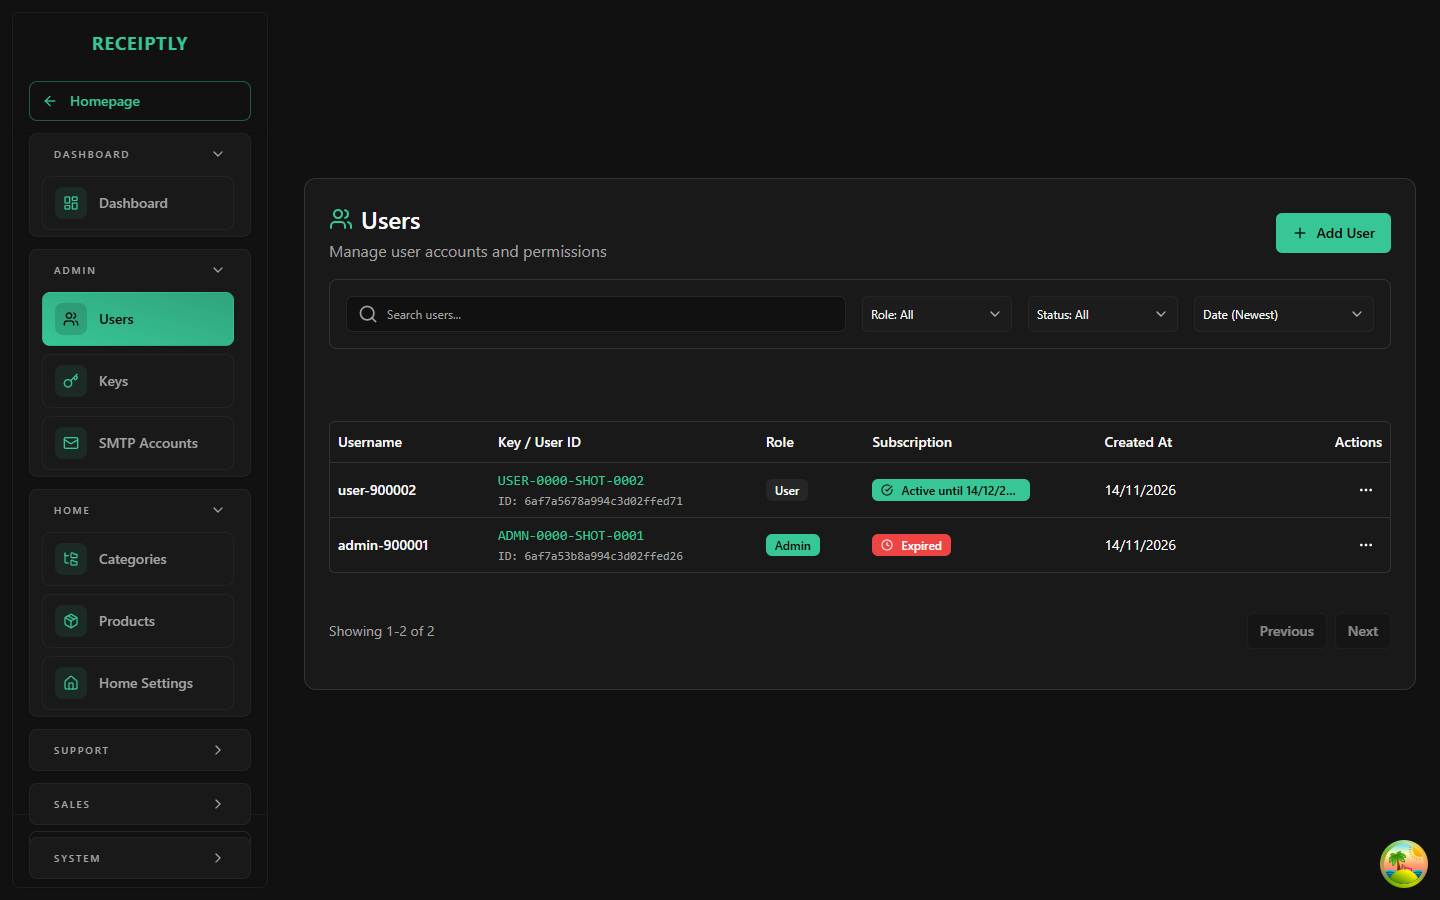 RECEIPTLY
Homepage
DASHBOARD
Dashboard
ADMIN
Users
Keys
SMTP Accounts
HOME
Categories
Products
Home Settings
SUPPORT
SALES
SYSTEM
Users
Manage user accounts and permissions
Add User
Search users...
Role: All
Status: All
Date (Newest)
Username Key / User ID Role Subscription Created At Actions
user-900002 USER-0000-SHOT-0002 User Active until 14/12/2... 14/11/2026
ID: 6af7a5678a994c3d02ffed71
admin-900001 ADMN-0000-SHOT-0001 Admin Expired 14/11/2026
ID: 6af7a53b8a994c3d02ffed26
Showing 1-2 of 2
Previous
Next